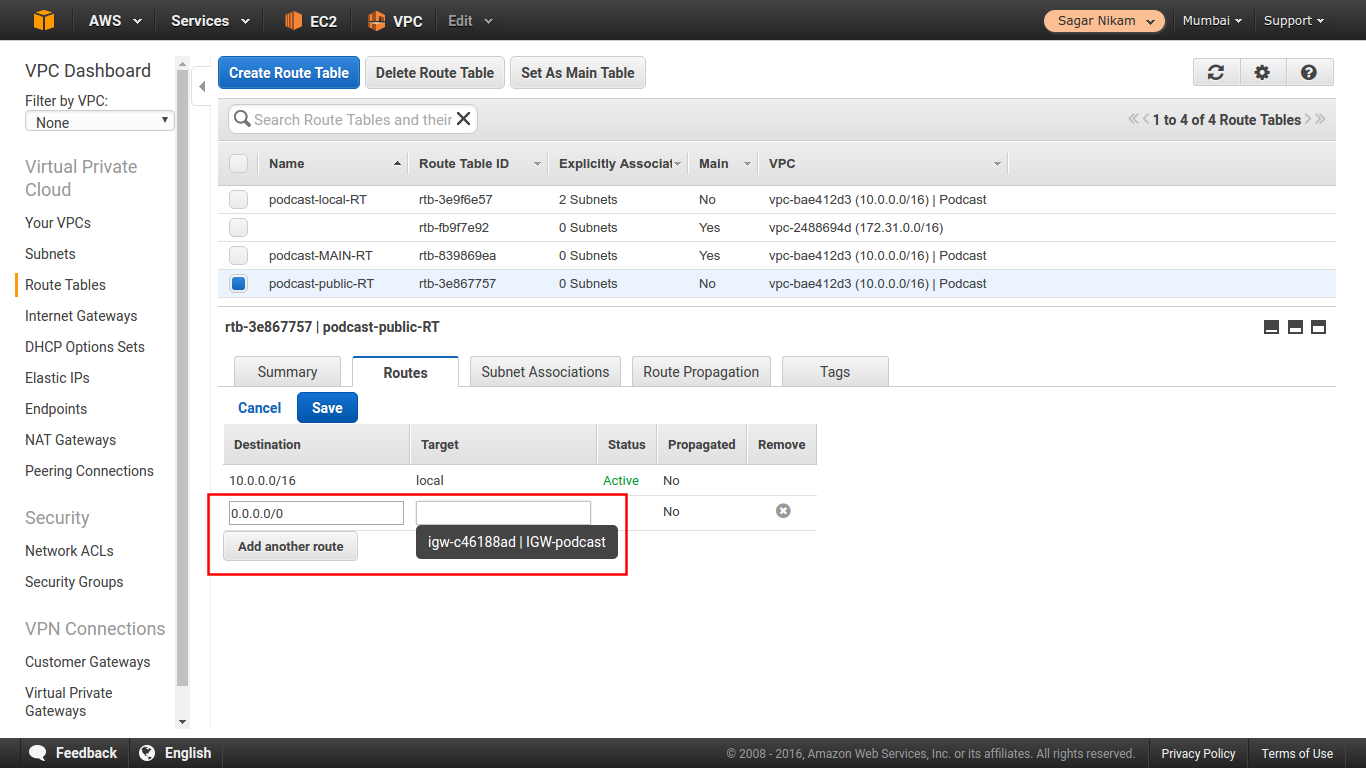 AWS Services EC2 VPC Edit Sagar Nikam Mumbai Support
VPC Dashboard
Filter by VPC:
None
Virtual Private
Cloud
Your VPCs
Subnets
Route Tables
Internet Gateways
DHCP Options Sets
Elastic IPs
Endpoints
NAT Gateways
Peering Connections
Security
Network ACLs
Security Groups
VPN Connections
Customer Gateways
Virtual Private
Gateways
Create Route Table Delete Route Table Set As Main Table
Search Route Tables and their
1 to 4 of 4 Route Tables
Name Route Table ID Explicitly Associat Main VPC
podcast-local-RT rtb-3e9f6e57 2 Subnets No vpc-bae412d3 (10.0.0.0/16) | Podcast
rtb-fb9f7e92 0 Subnets Yes vpc-2488694d (172.31.0.0/16)
podcast-MAIN-RT rtb-839869ea 0 Subnets Yes vpc-bae412d3 (10.0.0.0/16) | Podcast
podcast-public-RT rtb-3e867757 0 Subnets No vpc-bae412d3 (10.0.0.0/16) | Podcast
rtb-3e867757 | podcast-public-RT
Summary Routes Subnet Associations Route Propagation Tags
Cancel Save
Destination Target Status Propagated Remove
10.0.0.0/16 local Active No
0.0.0.0/0 No
igw-c46188ad | IGW-podcast
Add another route
Feedback English © 2008 - 2016, Amazon Web Services, Inc. or its affiliates. All rights reserved. Privacy Policy Terms of Use